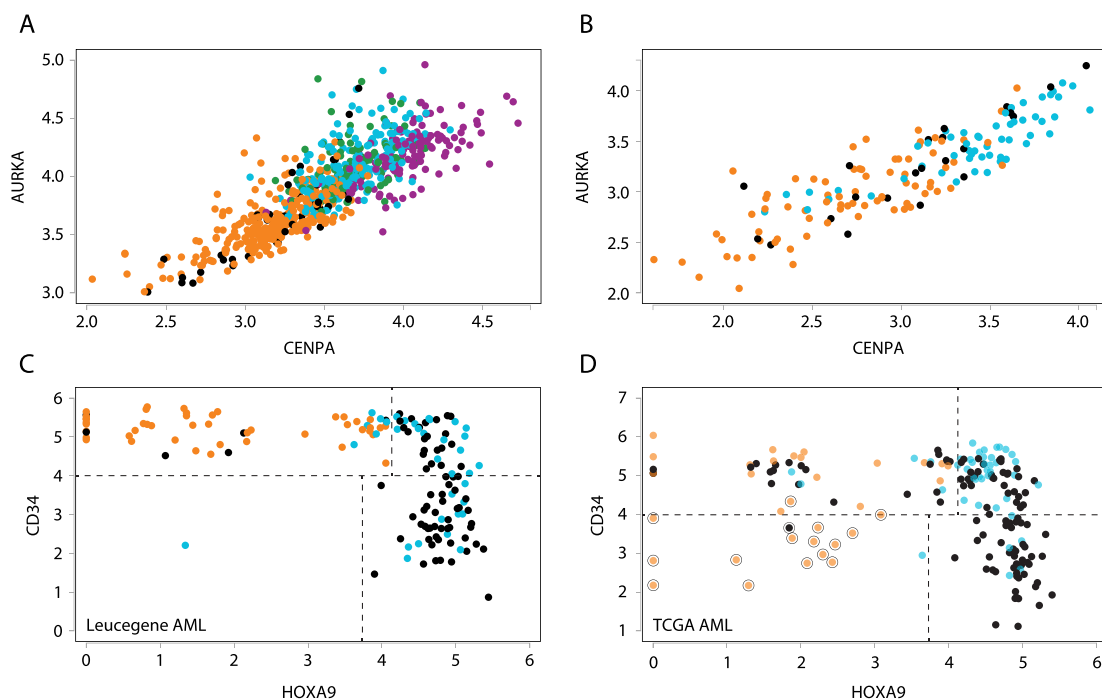 A
AURKA
5.0
4.5
4.0
3.5
3.0
2.0 2.5 3.0 3.5 4.0 4.5
CENPA
B
AURKA
4.0
3.5
3.0
2.5
2.0
2.0 2.5 3.0 3.5 4.0
CENPA
C
CD34
6
5
4
3
2
1
0
Leucegene AML
0 1 2 3 4 5 6
HOXA9
D
CD34
7
6
5
4
3
2
1
TCGA AML
0 1 2 3 4 5 6
HOXA9